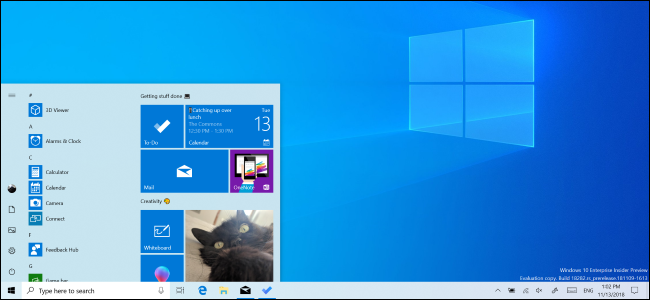 #
3D Viewer
A
Alarms & Clock
C
Calculator
Calendar
Camera
Connect
F
Feedback Hub
G
Game bar
Getting stuff done
To-Do
Catching up over
lunch
The Commons
12:30 PM - 1:30 PM
Calendar
Tue
13
Mail
OneNote
Creativity
Whiteboard
Windows 10 Enterprise Insider Preview
Evaluation copy. Build 18282.rs_prerelease.181109-1613
Type here to search
ENG
1:02 PM
11/13/2018